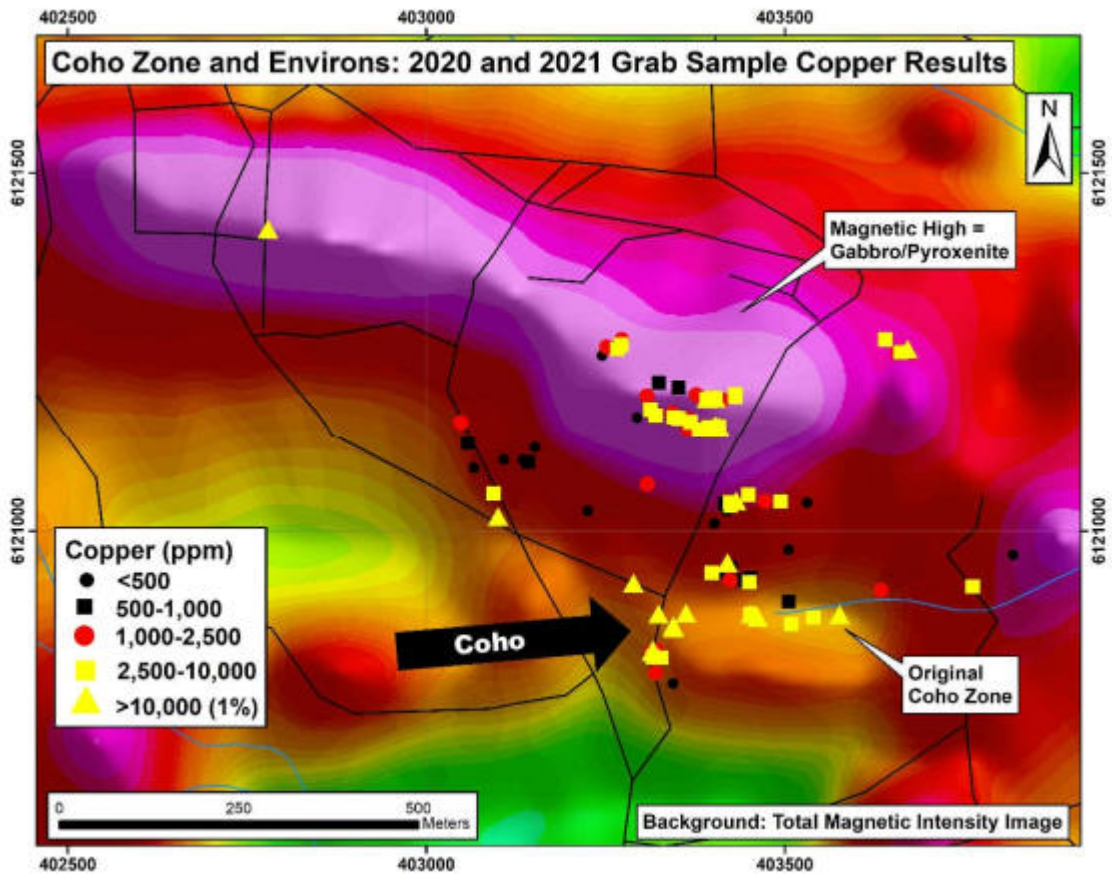 402500 403000 403500
Coho Zone and Environs: 2020 and 2021 Grab Sample Copper Results
N
6121500 6121500
Magnetic High =
Gabbro/Pyroxenite
6121000 6121000
Copper (ppm)
<500
500-1,000
1,000-2,500
2,500-10,000
>10,000 (1%)
Coho
Original
Coho Zone
0 250 500
Meters
Background: Total Magnetic Intensity Image
402500 403000 403500